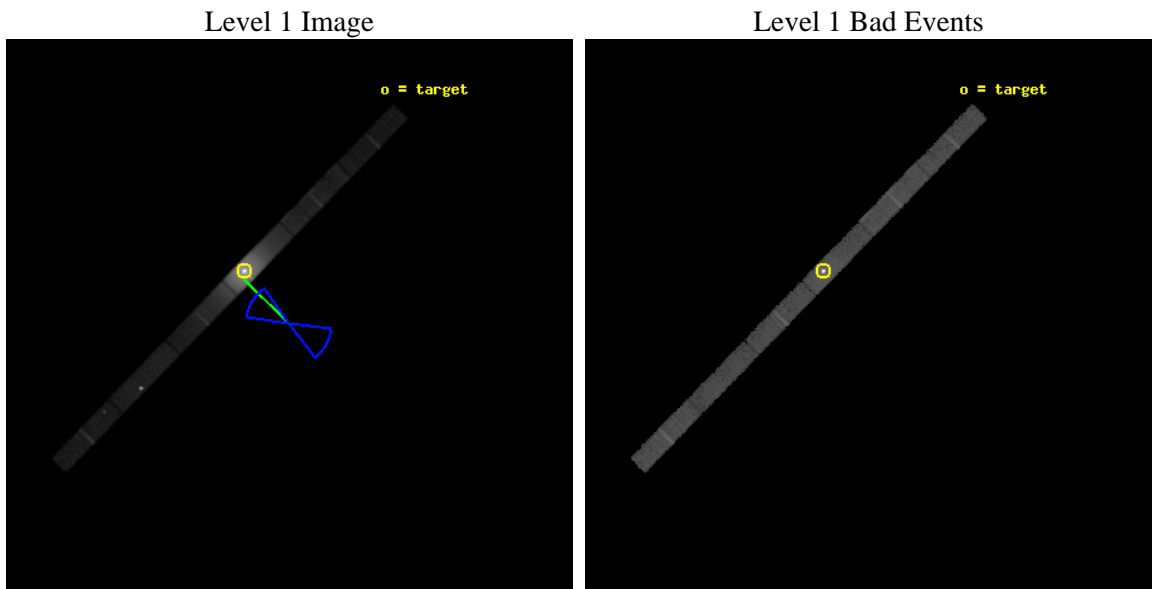 Level 1 Image
Level 1 Bad Events
o = target
o = target